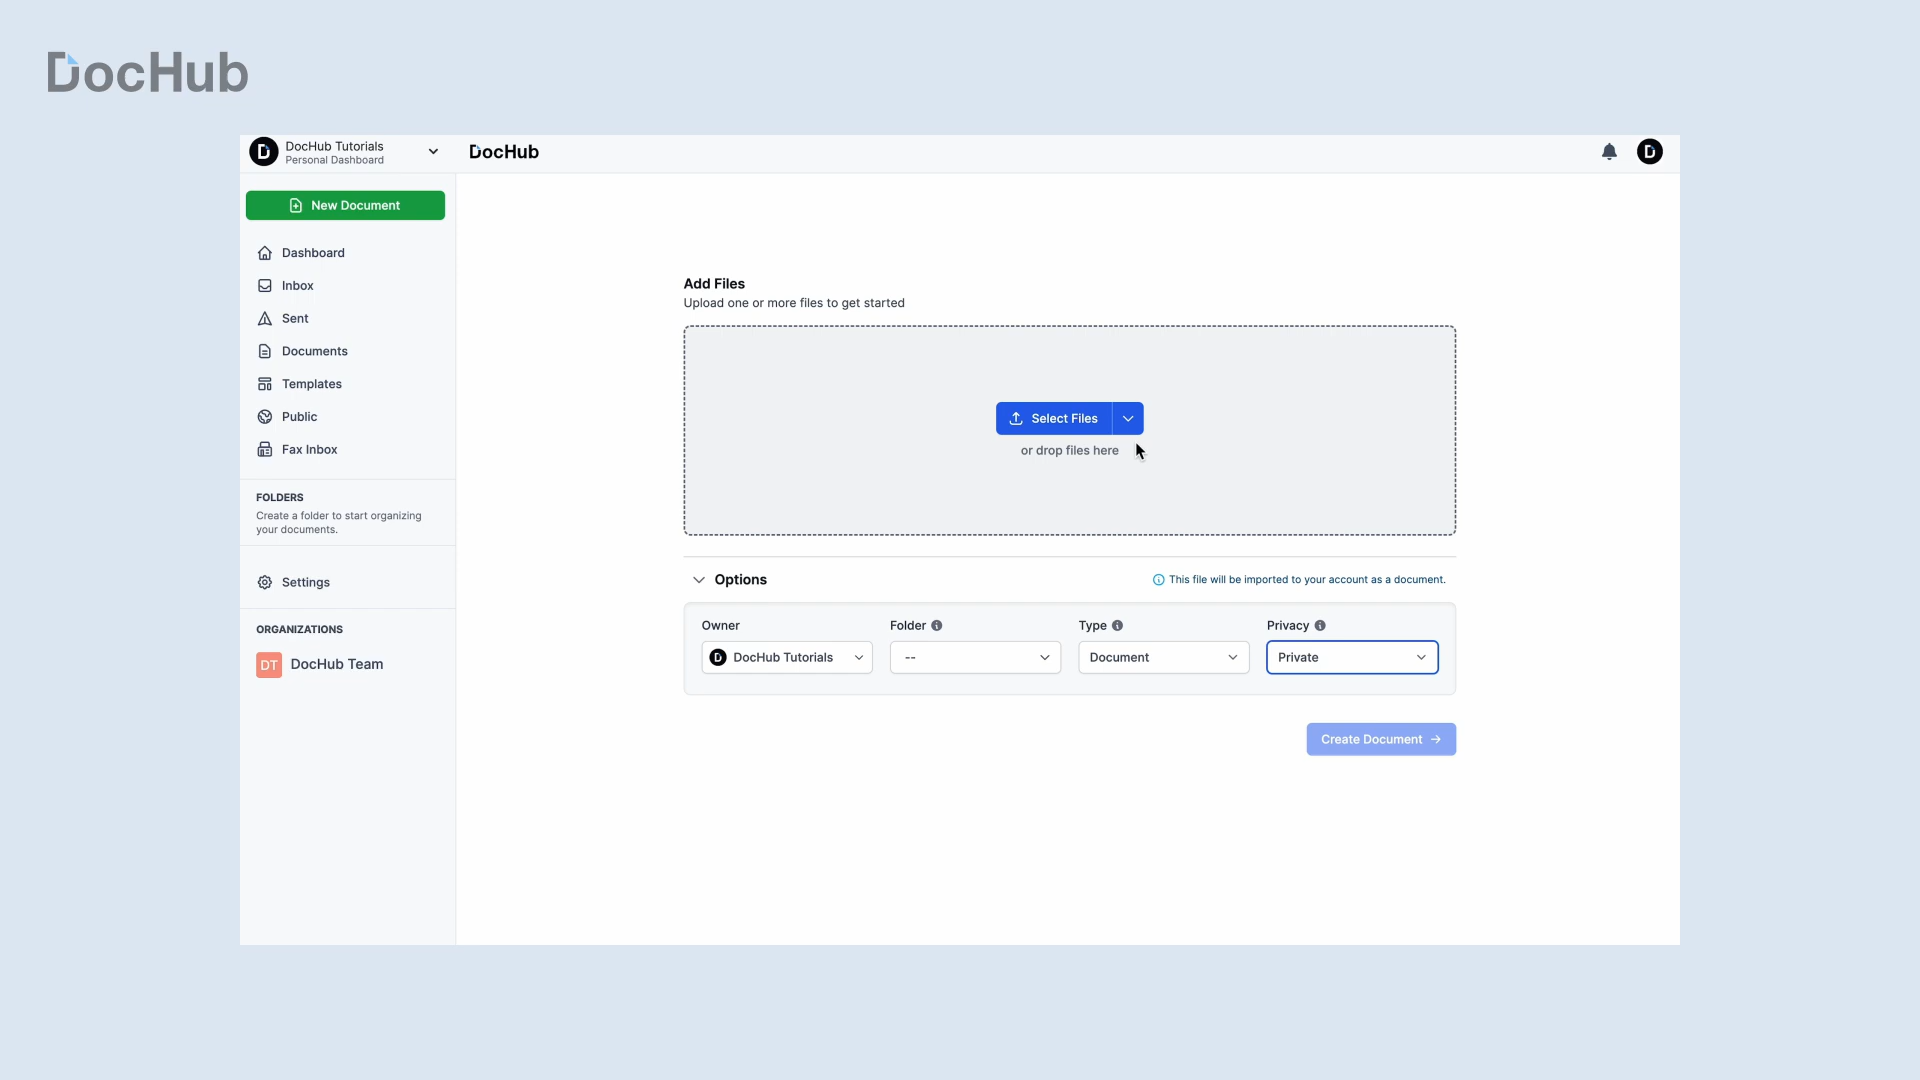 DocHub
DocHub Tutorials
Personal Dashboard
DocHub
New Document
Dashboard
Inbox
Sent
Documents
Templates
Public
Fax Inbox
FOLDERS
Create a folder to start organizing
your documents.
Settings
ORGANIZATIONS
DT DocHub Team
Add Files
Upload one or more files to get started
Select Files
or drop files here
Options
This file will be imported to your account as a document.
Owner
Folder
Type
Privacy
DocHub Tutorials
--
Document
Private
Create Document